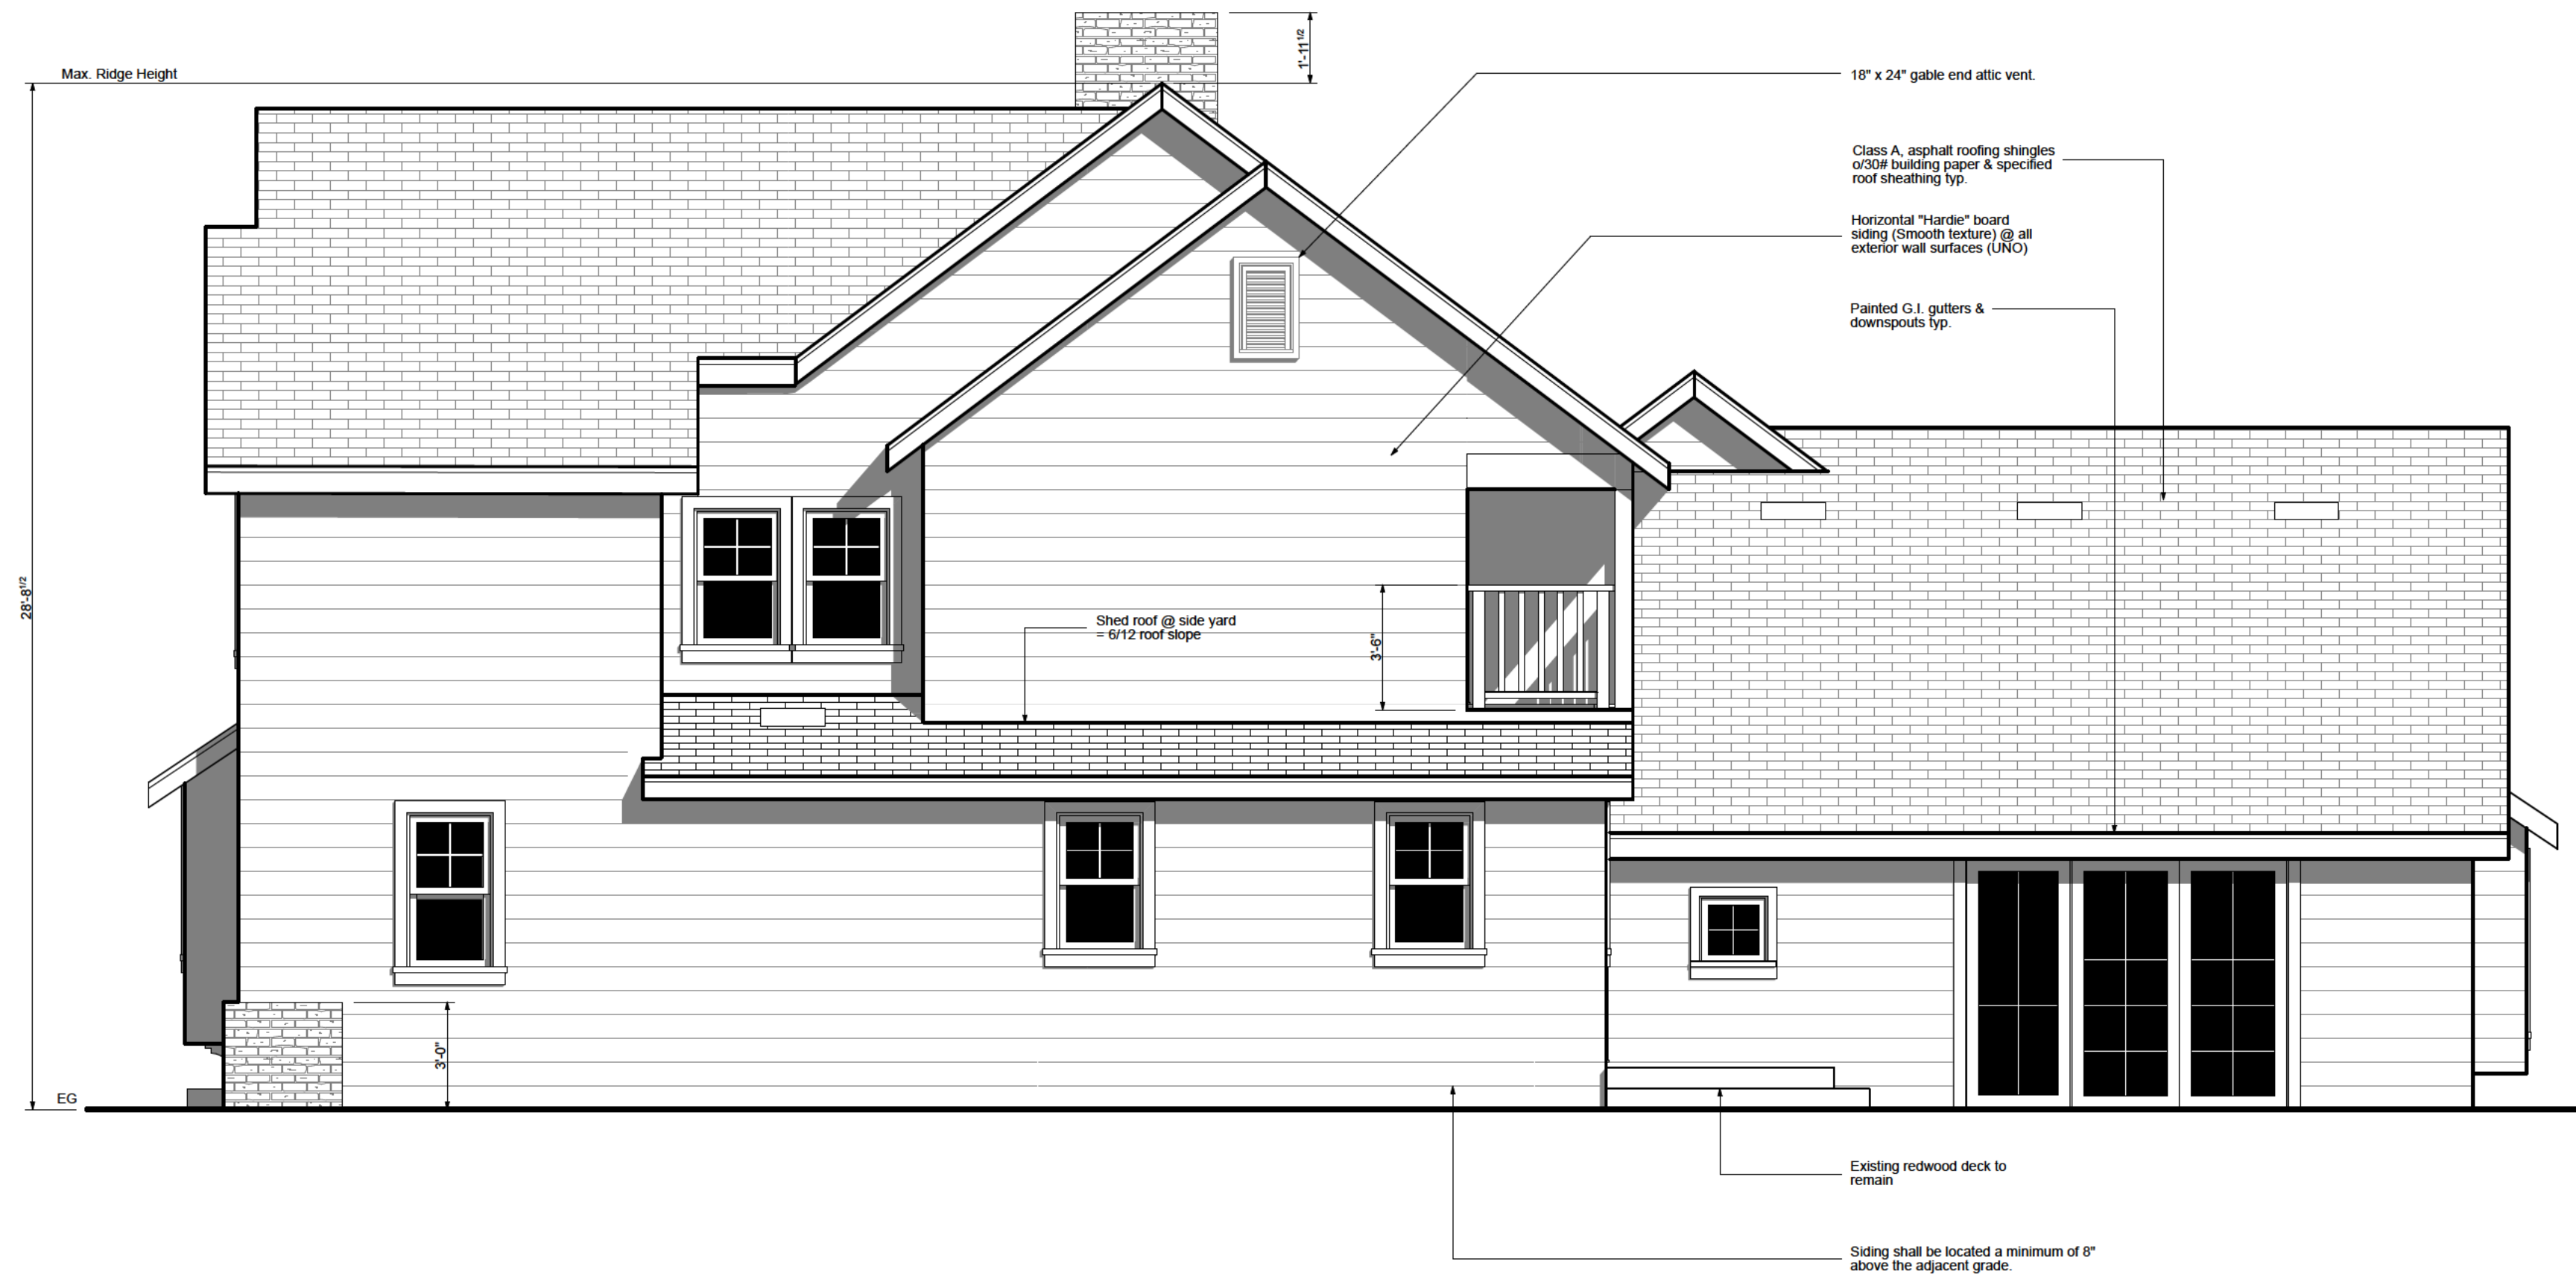 1'-11 1/2
Max. Ridge Height
18" x 24" gable end attic vent.
Class A, asphalt roofing shingles
o/30# building paper & specified
roof sheathing typ.
Horizontal "Hardie" board
siding (Smooth texture) @ all
exterior wall surfaces (UNO)
Painted G.I. gutters &
downspouts typ.
28'-8 1/2
Shed roof @ side yard
= 6/12 roof slope
3'-6"
3'-0"
EG
Existing redwood deck to
remain
Siding shall be located a minimum of 8"
above the adjacent grade.